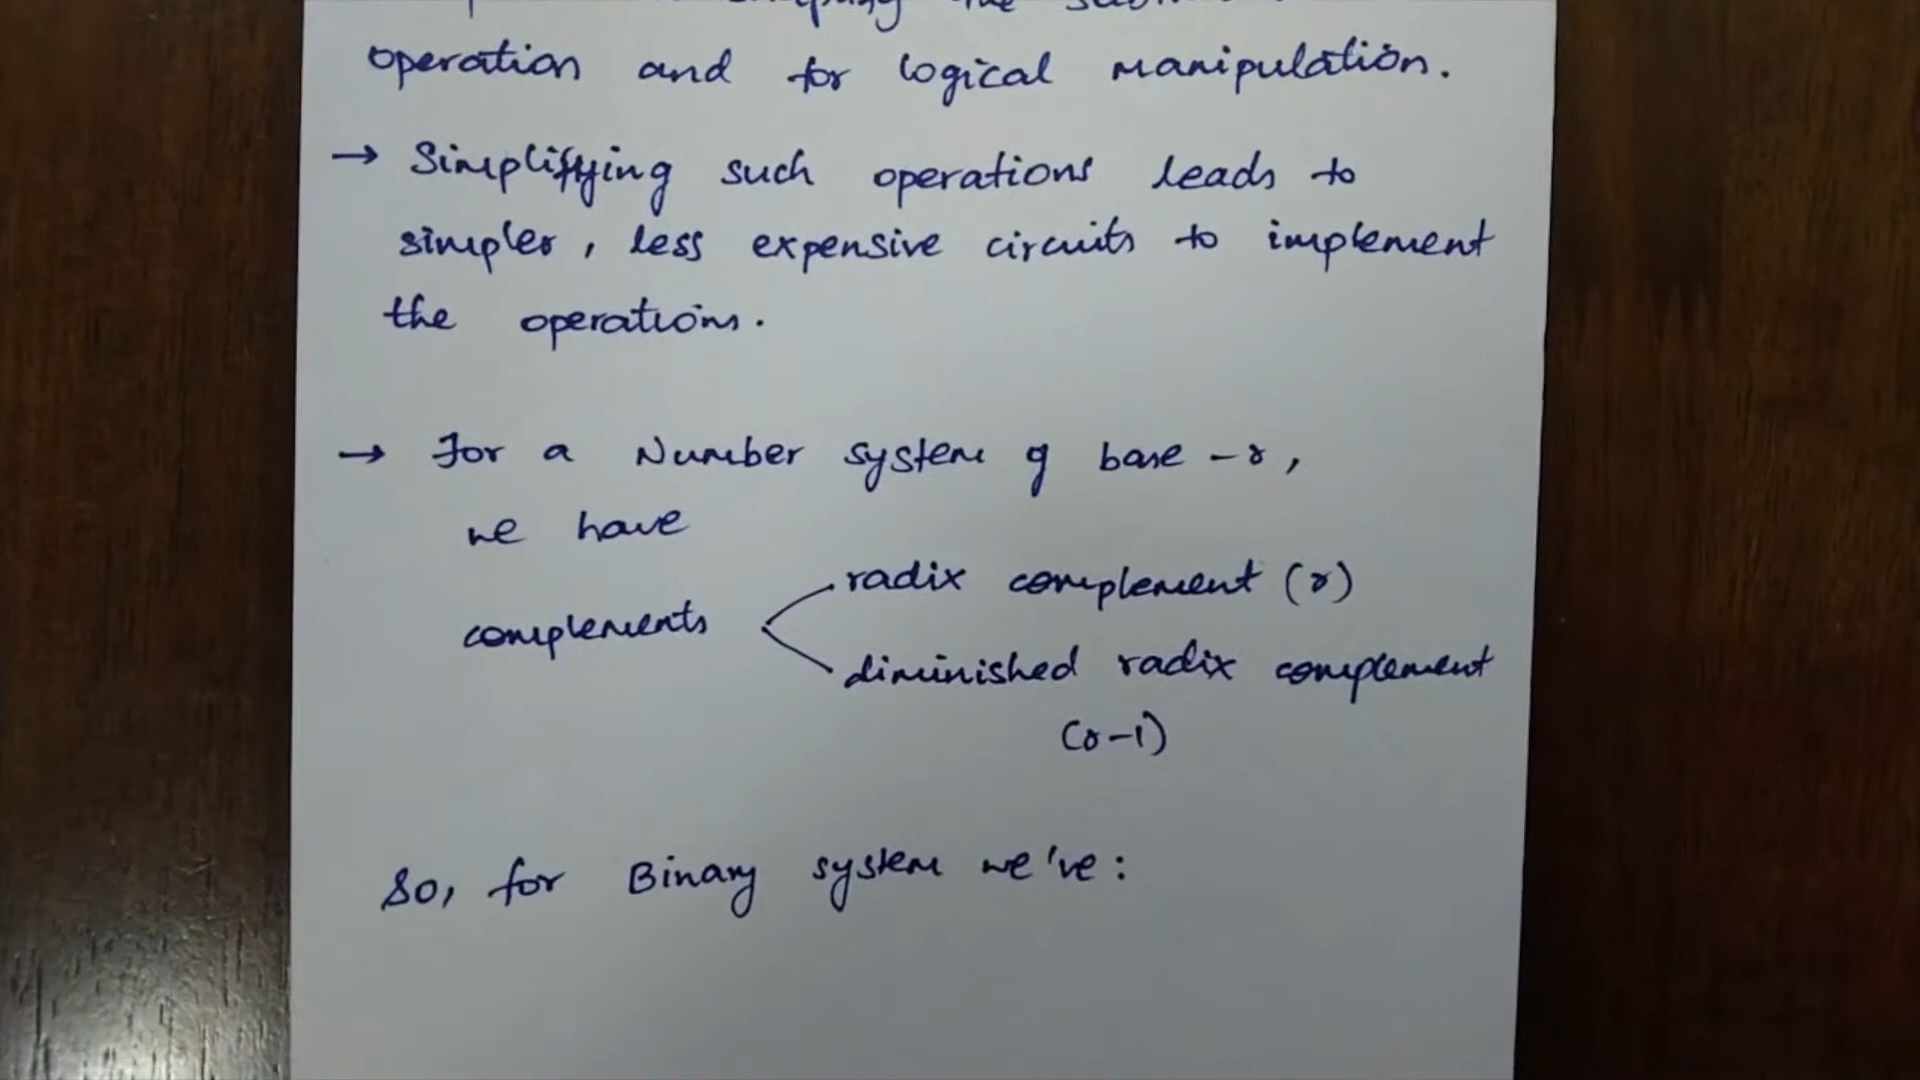 the
operation and for logical manipulation.
→ Simplifying such operations leads to
simpler, less expensive circuits to implement
the operations.
→ For a Number system of base -r,
we have
radix complement (r)
complements
diminished radix complement
(r-1)
So, for Binary system we've: